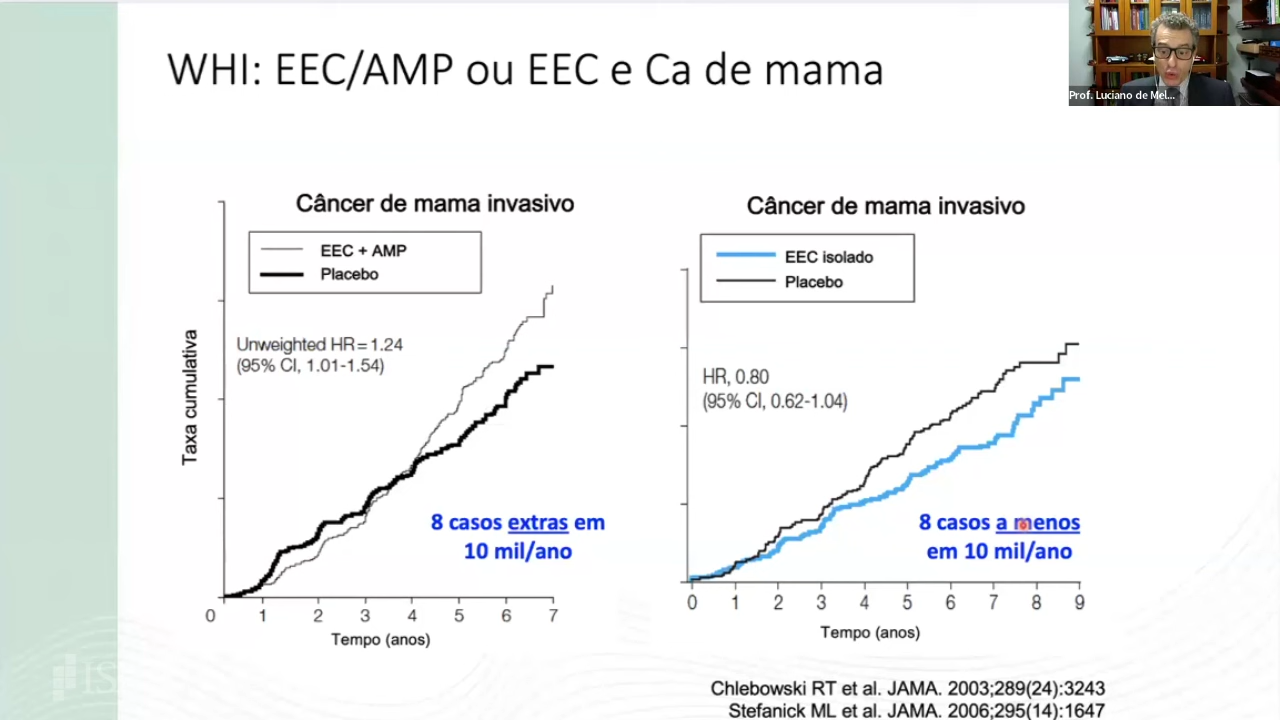 WHI: EEC/AMP ou EEC e Ca de mama
Prof. Luciano de Mel...
Câncer de mama invasivo
EEC + AMP
Placebo
Unweighted HR = 1.24
(95% CI, 1.01-1.54)
Taxa cumulativa
8 casos extras em
10 mil/ano
0 1 2 3 4 5 6 7
Tempo (anos)
Câncer de mama invasivo
EEC isolado
Placebo
HR, 0.80
(95% CI, 0.62-1.04)
8 casos a menos
em 10 mil/ano
0 1 2 3 4 5 6 7 8 9
Tempo (anos)
Chlebowski RT et al. JAMA. 2003;289(24):3243
Stefanick ML et al. JAMA. 2006;295(14):1647